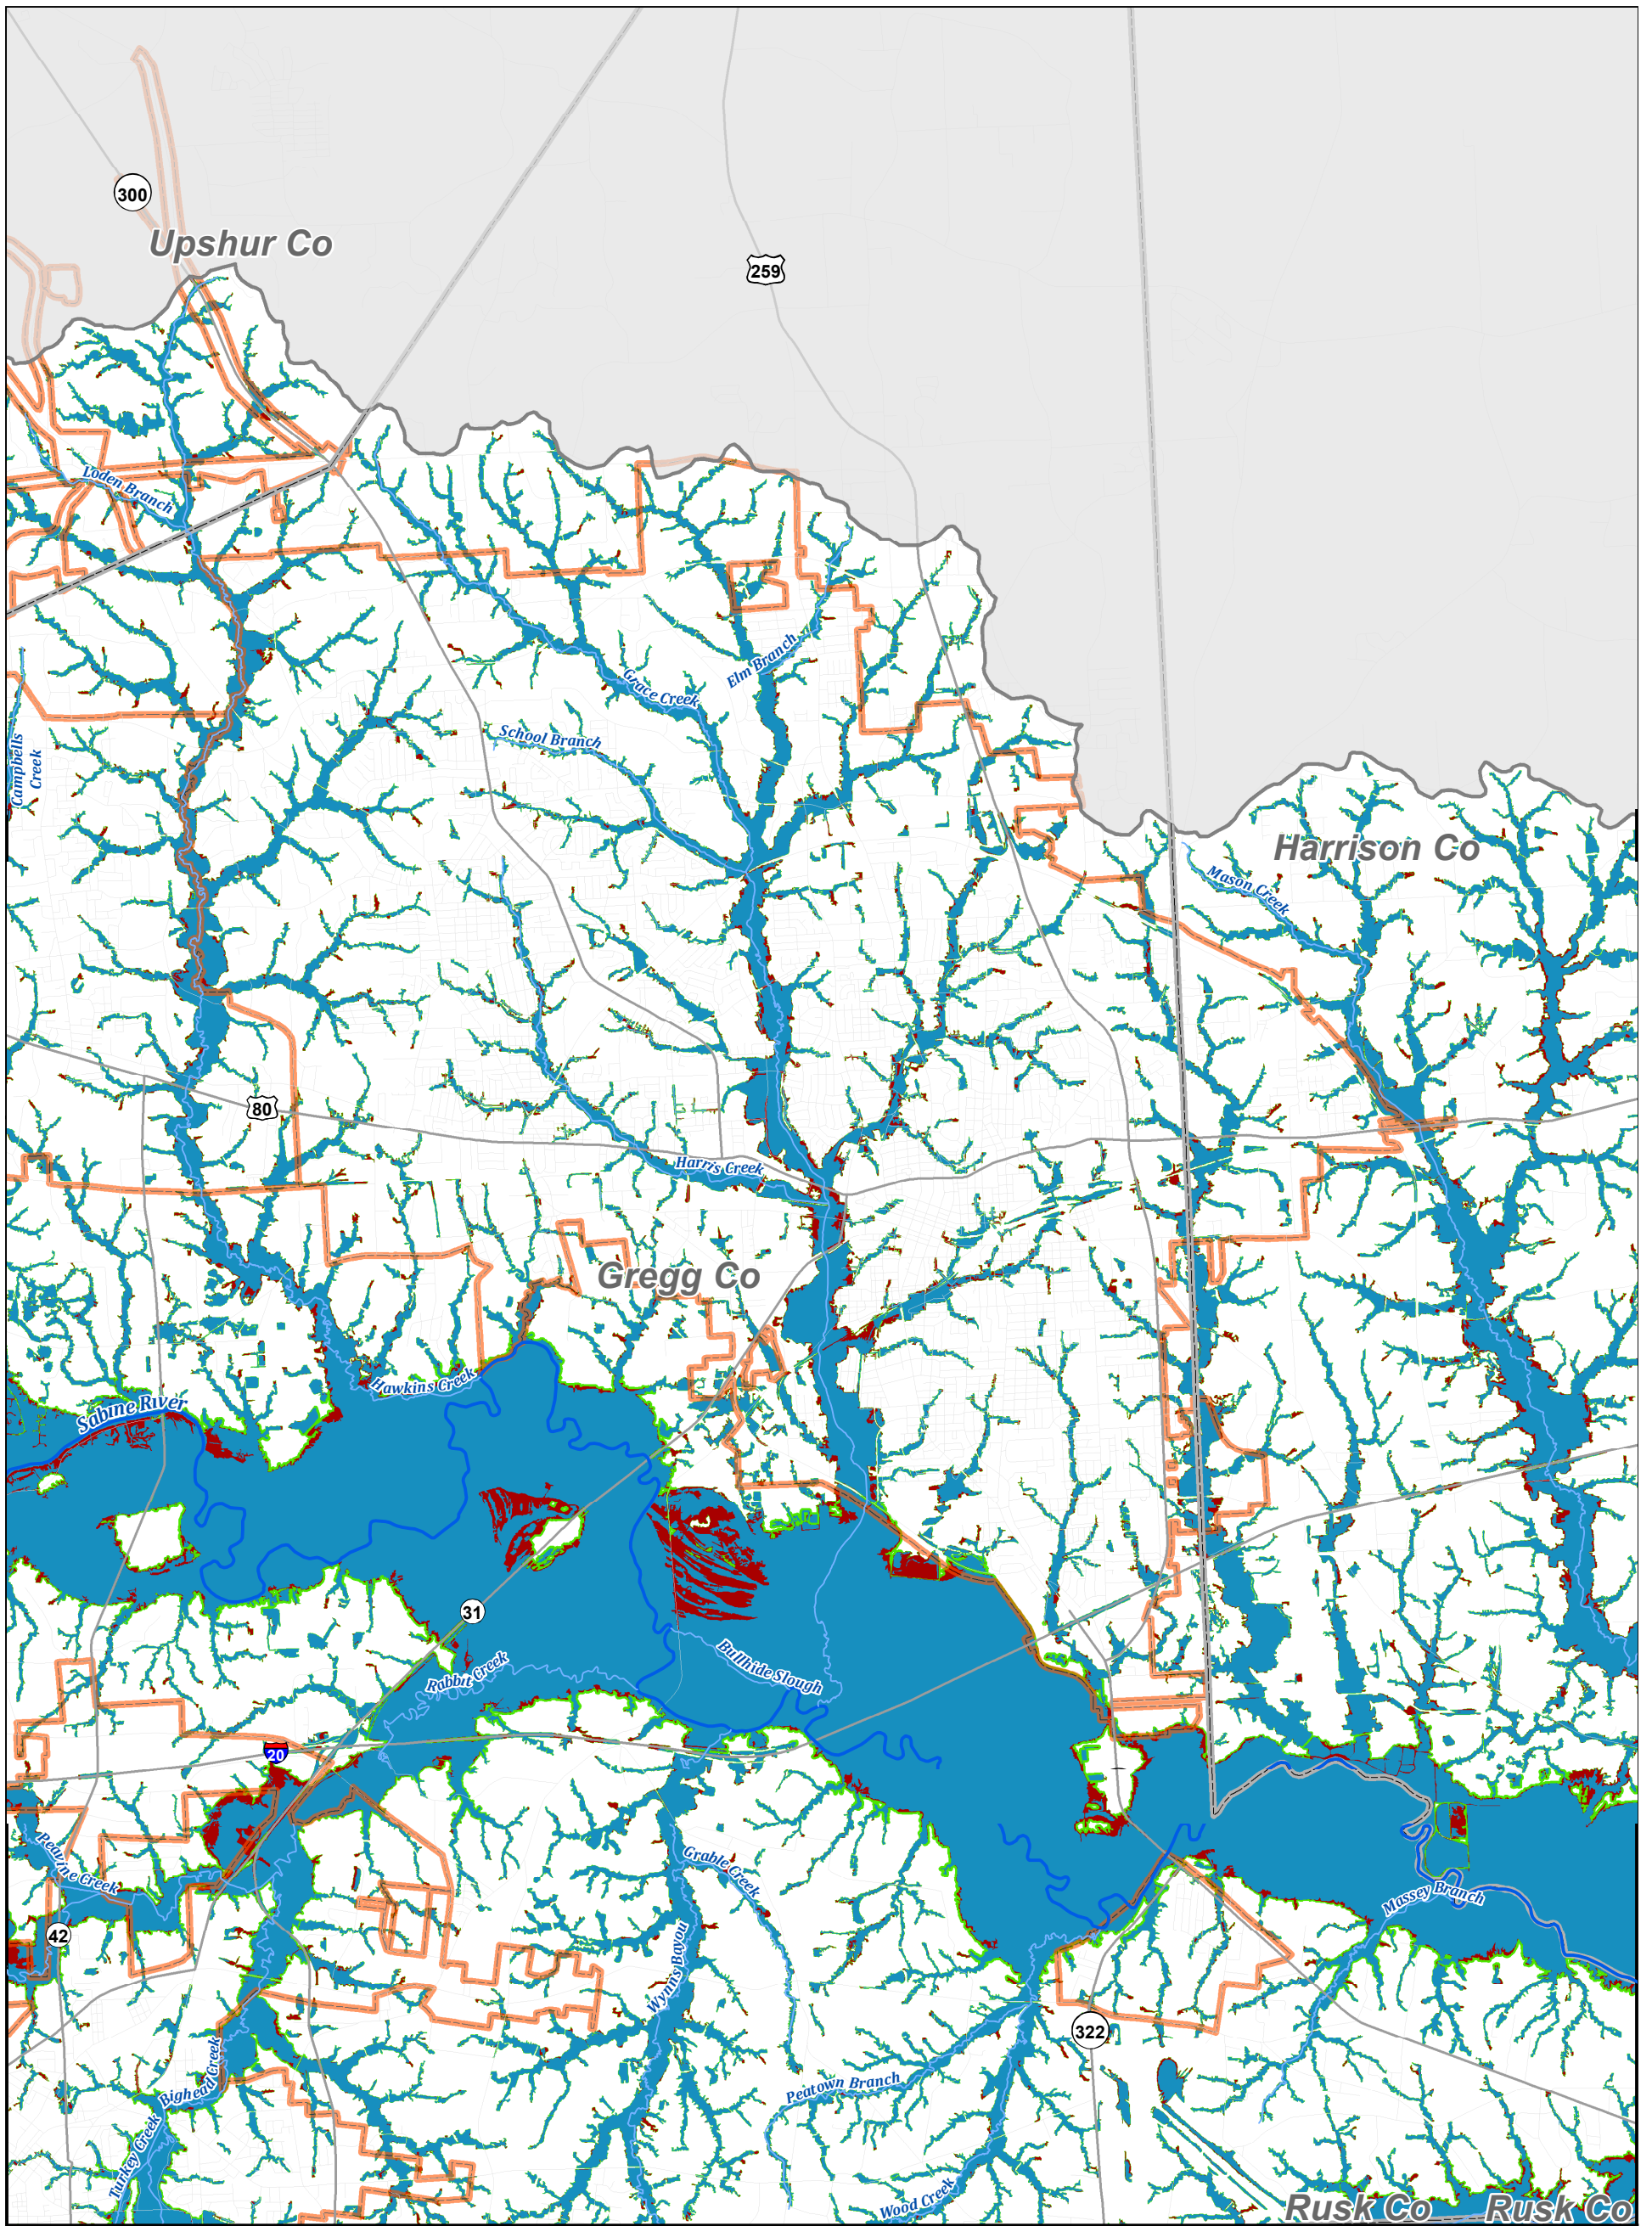 300
Upshur Co
259
Loden Branch
Elm Branch
Grace Creek
School Branch
Campbells
Creek
Harrison Co
Mason Creek
80
Harris Creek
Gregg Co
Hawkins Creek
Sabine River
31
Rabbit Creek
Bullhide Slough
20
Peavine Creek
Grable Creek
Massey Branch
42
Wynns Bayou
322
Bighead Creek
Peatown Branch
Turkey Creek
Wood Creek
Rusk Co
Rusk Co